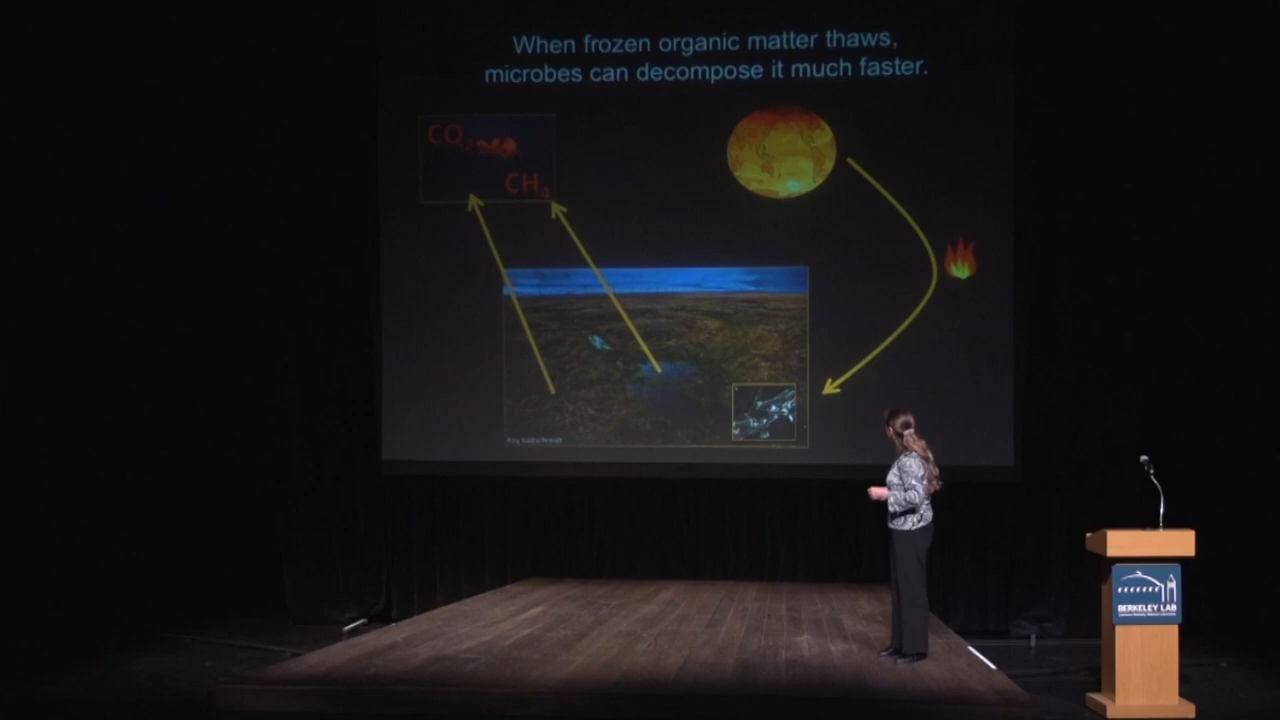 When frozen organic matter thaws,
microbes can decompose it much faster.
CO₂
CH₄
BERKELEY LAB